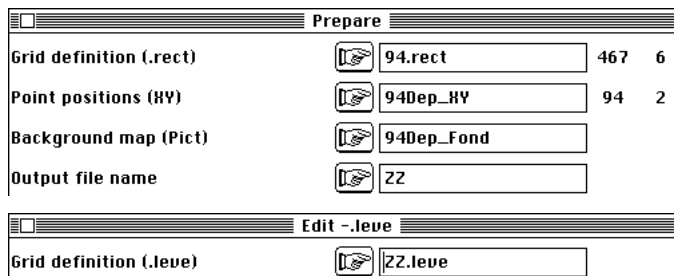 Prepare
Grid definition (.rect) 94.rect 467 6
Point positions (XY) 94Dep_XY 94 2
Background map (Pict) 94Dep_Fond
Output file name ZZ
Edit -.leve
Grid definition (.leve) ZZ.leve